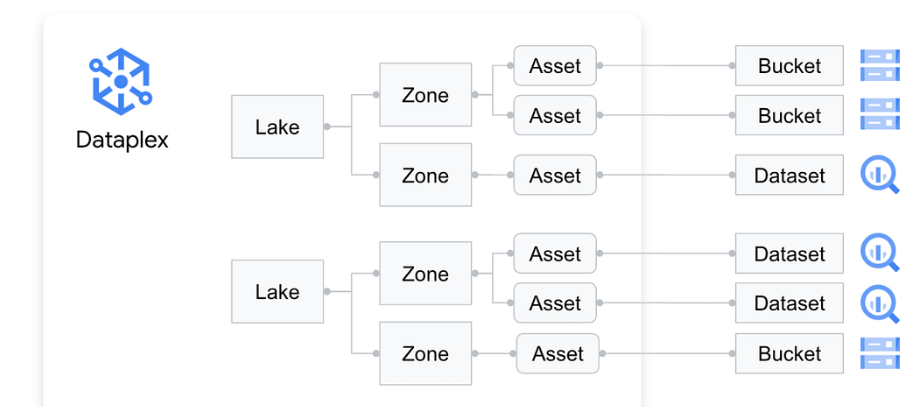 Dataplex
Lake
Zone
Asset
Bucket
Asset
Bucket
Zone
Asset
Dataset
Lake
Zone
Asset
Dataset
Asset
Dataset
Zone
Asset
Bucket